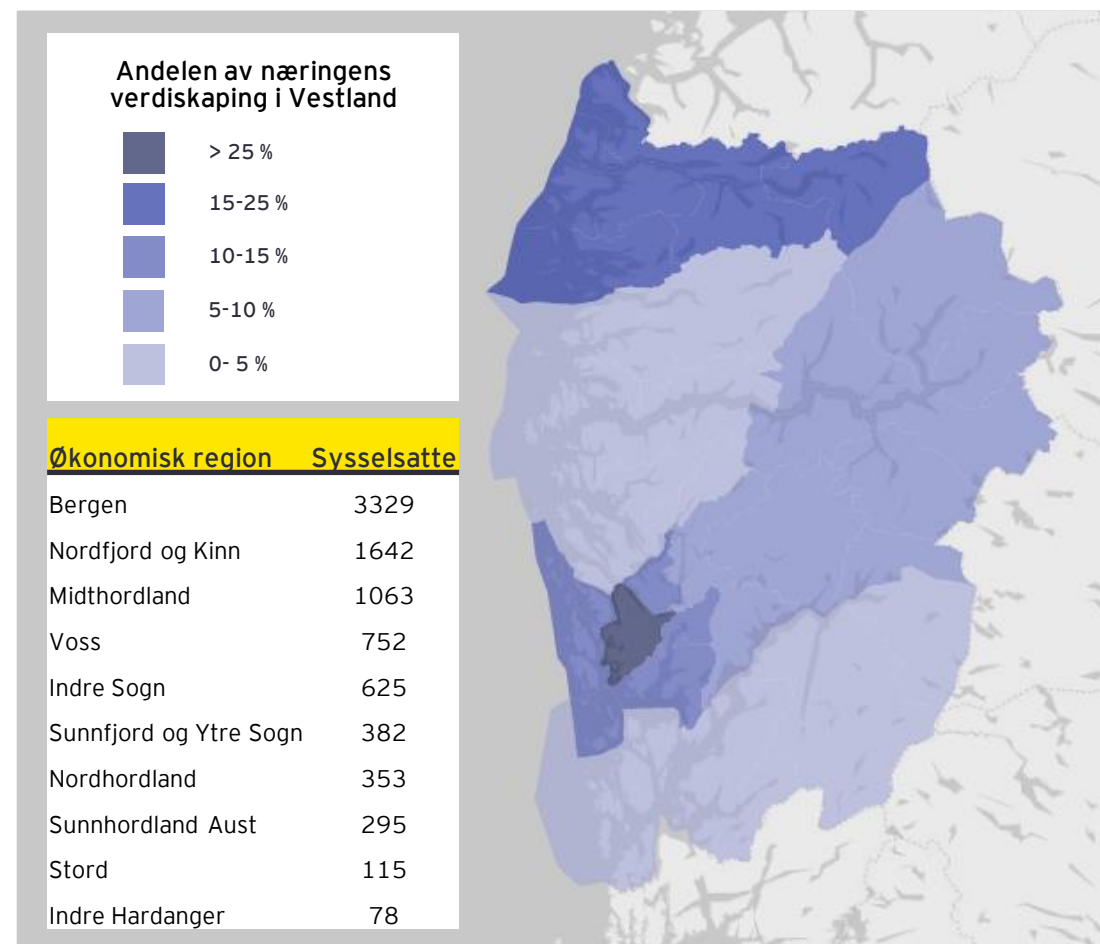 Andelen av næringens
verdiskaping i Vestland
> 25 %
15-25 %
10-15 %
5-10 %
0- 5 %
Økonomisk region Sysselsatte
Bergen 3329
Nordfjord og Kinn 1642
Midthordland 1063
Voss 752
Indre Sogn 625
Sunnfjord og Ytre Sogn 382
Nordhordland 353
Sunnhordland Aust 295
Stord 115
Indre Hardanger 78